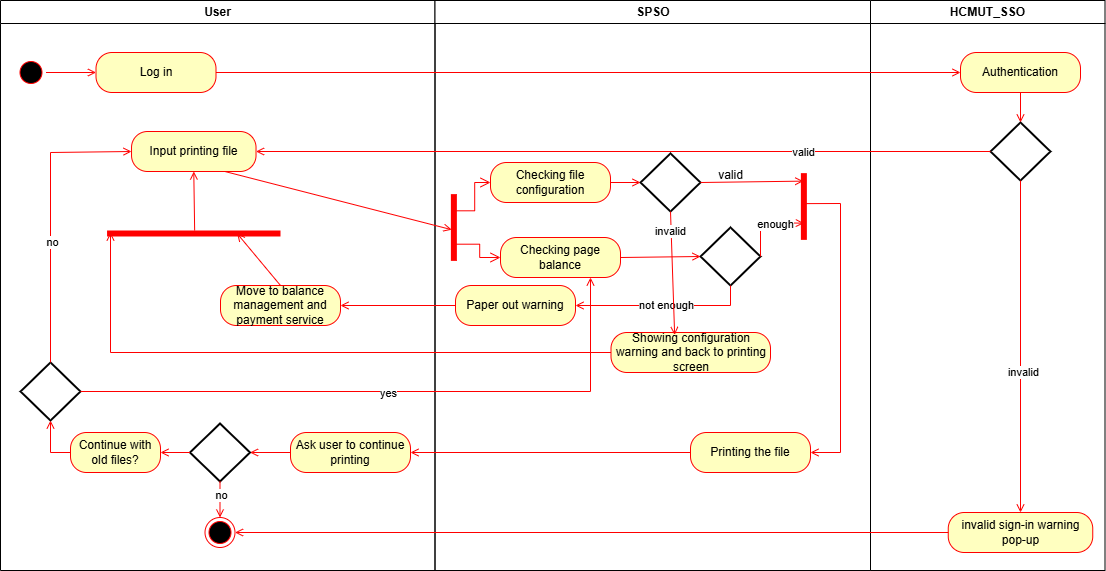 User
SPSO
HCMUT_SSO
Log in
Authentication
Input printing file
valid
Checking file
configuration
valid
invalid
enough
no
Checking page
balance
Move to balance
management and
payment service
Paper out warning
not enough
Showing configuration
warning and back to printing
screen
invalid
yes
Continue with
old files?
Ask user to continue
printing
Printing the file
no
invalid sign-in warning
pop-up